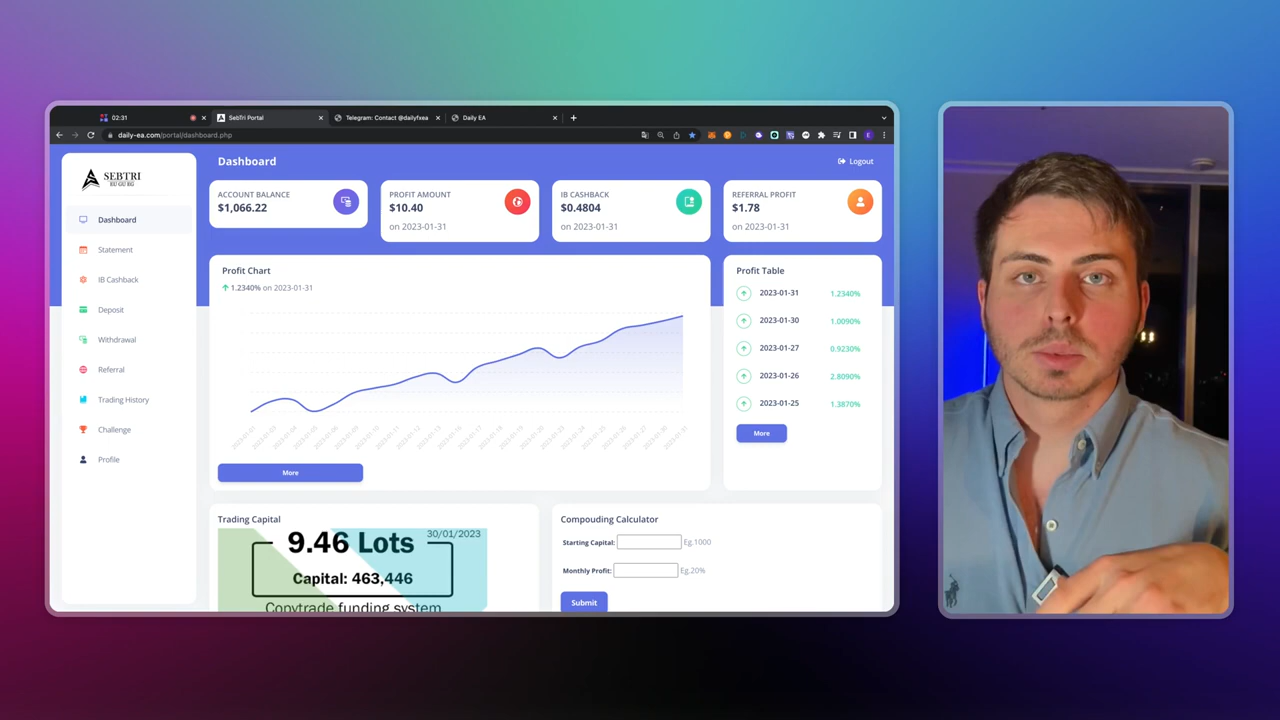 02:31
SebTri Portal
Telegram: Contact @dailyfxea
Daily EA
daily-ea.com/portal/dashboard.php
SEBTRI
Dashboard
Statement
IB Cashback
Deposit
Withdrawal
Referral
Trading History
Challenge
Profile
Dashboard
Logout
ACCOUNT BALANCE
$1,066.22
PROFIT AMOUNT
$10.40
on 2023-01-31
IB CASHBACK
$0.4804
on 2023-01-31
REFERRAL PROFIT
$1.78
on 2023-01-31
Profit Chart
1.2340% on 2023-01-31
More
Profit Table
2023-01-31 1.2340%
2023-01-30 1.0090%
2023-01-27 0.9230%
2023-01-26 2.8090%
2023-01-25 1.3870%
More
Trading Capital
30/01/2023
9.46 Lots
Capital: 463,446
Copytrade funding system
Compouding Calculator
Starting Capital: Eg.1000
Monthly Profit: Eg.20%
Submit